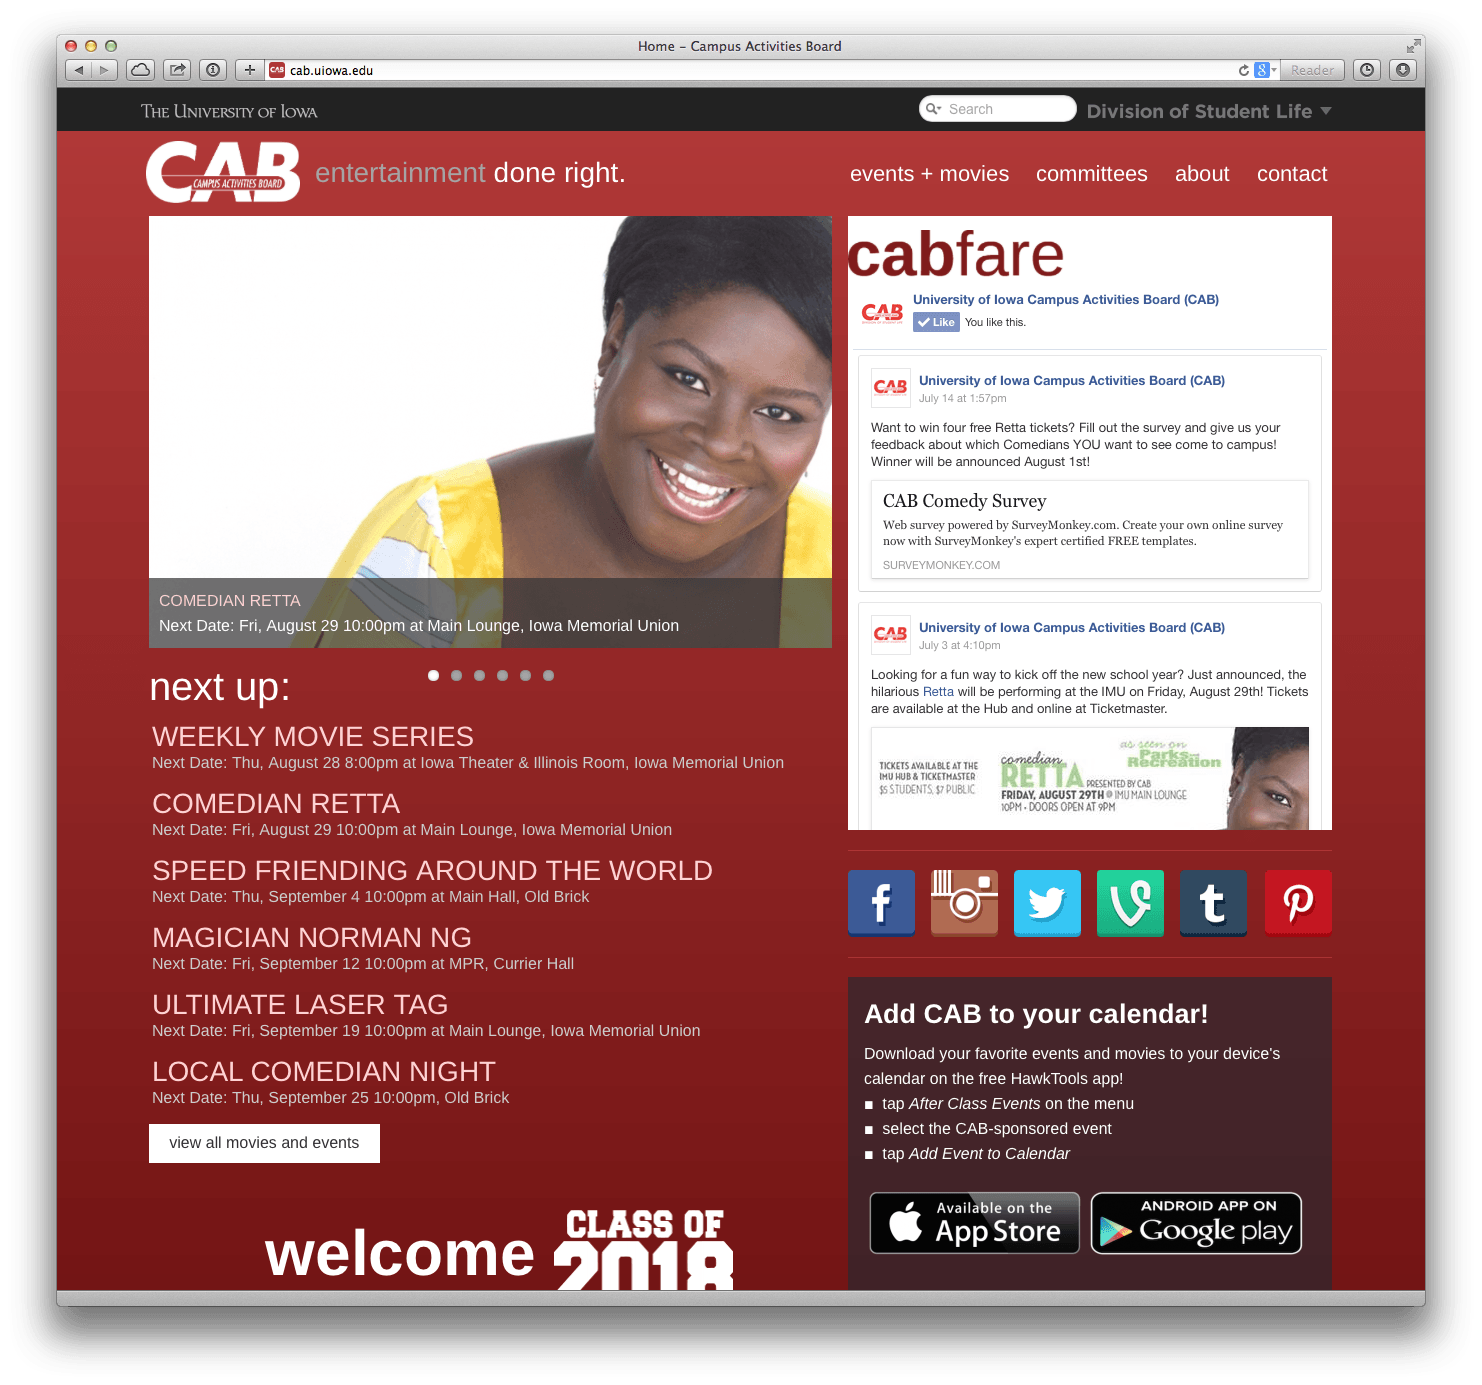 Home – Campus Activities Board
CAB cab.uiowa.edu
Reader
THE UNIVERSITY OF IOWA
Search
Division of Student Life
CAB
CAMPUS ACTIVITIES BOARD
entertainment done right.
events + movies committees about contact
COMEDIAN RETTA
Next Date: Fri, August 29 10:00pm at Main Lounge, Iowa Memorial Union
next up:
WEEKLY MOVIE SERIES
Next Date: Thu, August 28 8:00pm at Iowa Theater & Illinois Room, Iowa Memorial Union
COMEDIAN RETTA
Next Date: Fri, August 29 10:00pm at Main Lounge, Iowa Memorial Union
SPEED FRIENDING AROUND THE WORLD
Next Date: Thu, September 4 10:00pm at Main Hall, Old Brick
MAGICIAN NORMAN NG
Next Date: Fri, September 12 10:00pm at MPR, Currier Hall
ULTIMATE LASER TAG
Next Date: Fri, September 19 10:00pm at Main Lounge, Iowa Memorial Union
LOCAL COMEDIAN NIGHT
Next Date: Thu, September 25 10:00pm, Old Brick
view all movies and events
welcome
CLASS OF
2018
cabfare
CAB
University of Iowa Campus Activities Board (CAB)
Like You like this.
CAB
University of Iowa Campus Activities Board (CAB)
July 14 at 1:57pm
Want to win four free Retta tickets? Fill out the survey and give us your
feedback about which Comedians YOU want to see come to campus!
Winner will be announced August 1st!
CAB Comedy Survey
Web survey powered by SurveyMonkey.com. Create your own online survey
now with SurveyMonkey's expert certified FREE templates.
SURVEYMONKEY.COM
CAB
University of Iowa Campus Activities Board (CAB)
July 3 at 4:10pm
Looking for a fun way to kick off the new school year? Just announced, the
hilarious Retta will be performing at the IMU on Friday, August 29th! Tickets
are available at the Hub and online at Ticketmaster.
TICKETS AVAILABLE AT THE
IMU HUB & TICKETMASTER
$5 STUDENTS, $7 PUBLIC
comedian
RETTA PRESENTED BY CAB
FRIDAY, AUGUST 29TH @ IMU MAIN LOUNGE
10PM • DOORS OPEN AT 9PM
as seen on
Parks and
Recreation
Add CAB to your calendar!
Download your favorite events and movies to your device's
calendar on the free HawkTools app!
▪ tap After Class Events on the menu
▪ select the CAB-sponsored event
▪ tap Add Event to Calendar
Available on the
App Store
ANDROID APP ON
Google play